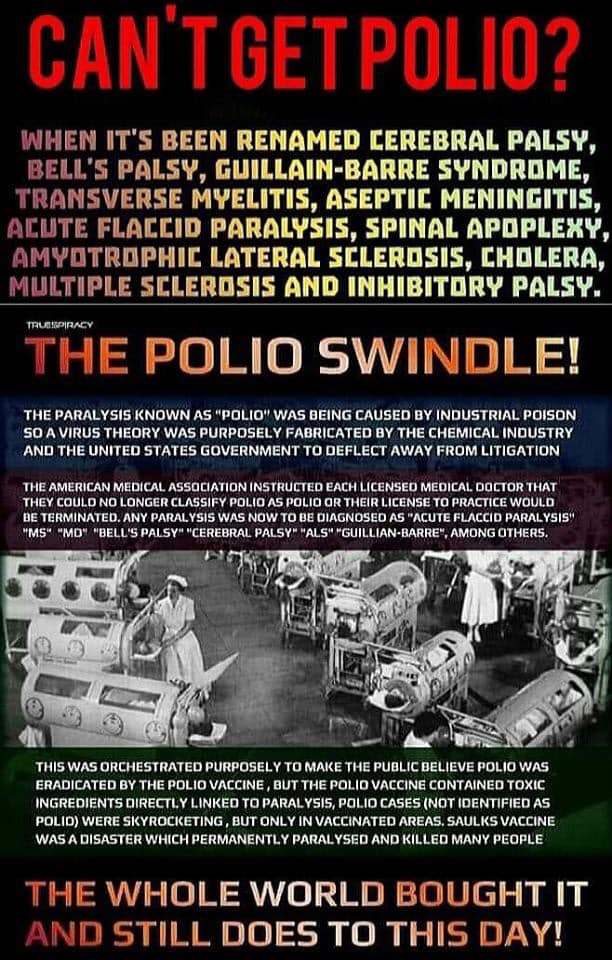 CAN'T GET POLIO?
WHEN IT'S BEEN RENAMED CEREBRAL PALSY,
BELL'S PALSY, GUILLAIN-BARRE SYNDROME,
TRANSVERSE MYELITIS, ASEPTIC MENINGITIS,
ACUTE FLACCID PARALYSIS, SPINAL APOPLEXY,
AMYOTROPHIC LATERAL SCLEROSIS, CHOLERA,
MULTIPLE SCLEROSIS AND INHIBITORY PALSY.
TRUESPIRACY
THE POLIO SWINDLE!
THE PARALYSIS KNOWN AS "POLIO" WAS BEING CAUSED BY INDUSTRIAL POISON
SO A VIRUS THEORY WAS PURPOSELY FABRICATED BY THE CHEMICAL INDUSTRY
AND THE UNITED STATES GOVERNMENT TO DEFLECT AWAY FROM LITIGATION
THE AMERICAN MEDICAL ASSOCIATION INSTRUCTED EACH LICENSED MEDICAL DOCTOR THAT
THEY COULD NO LONGER CLASSIFY POLIO AS POLIO OR THEIR LICENSE TO PRACTICE WOULD
BE TERMINATED. ANY PARALYSIS WAS NOW TO BE DIAGNOSED AS "ACUTE FLACCID PARALYSIS"
"MS" "MD" "BELL'S PALSY" "CEREBRAL PALSY" "ALS" "GUILLIAN-BARRE", AMONG OTHERS.
THIS WAS ORCHESTRATED PURPOSELY TO MAKE THE PUBLIC BELIEVE POLIO WAS
ERADICATED BY THE POLIO VACCINE, BUT THE POLIO VACCINE CONTAINED TOXIC
INGREDIENTS DIRECTLY LINKED TO PARALYSIS, POLIO CASES (NOT IDENTIFIED AS
POLIO) WERE SKYROCKETING, BUT ONLY IN VACCINATED AREAS. SAULKS VACCINE
WAS A DISASTER WHICH PERMANENTLY PARALYSED AND KILLED MANY PEOPLE
THE WHOLE WORLD BOUGHT IT
AND STILL DOES TO THIS DAY!